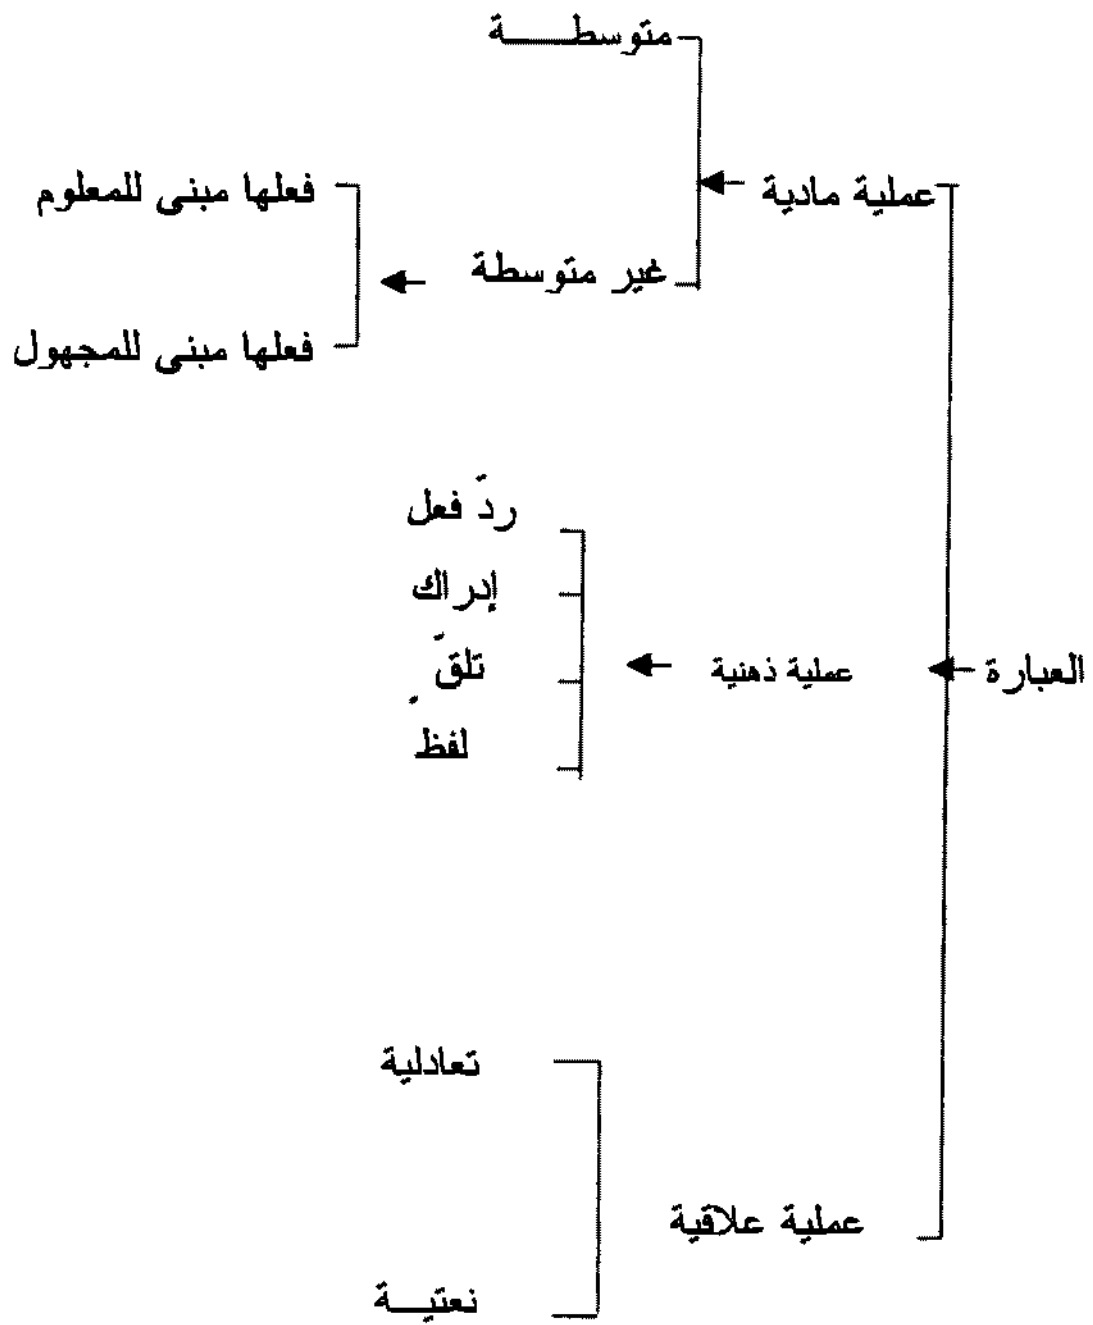 متوسطـــــة
عملية مادية
فعلها مبنى للمعلوم
غير متوسطة
فعلها مبنى للمجهول
ردّ فعل
إدراك
العبارة
عملية ذهنية
تلقّ
لفظ
تعادلية
عملية علاقية
نعتيـــة